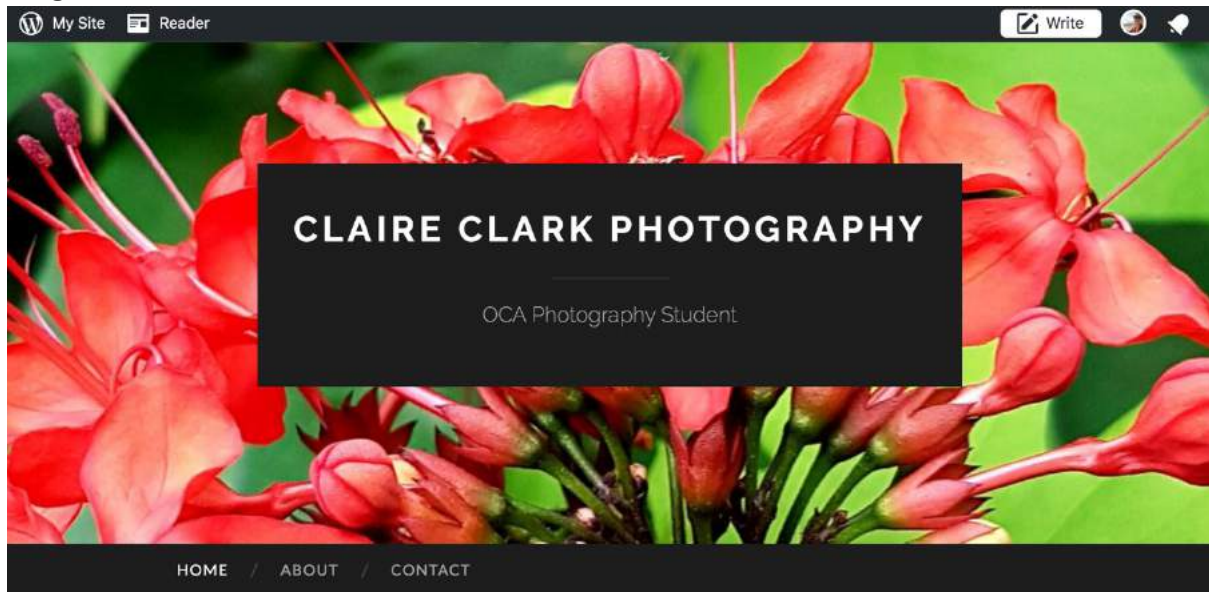 My Site Reader Write
CLAIRE CLARK PHOTOGRAPHY
OCA Photography Student
HOME / ABOUT / CONTACT